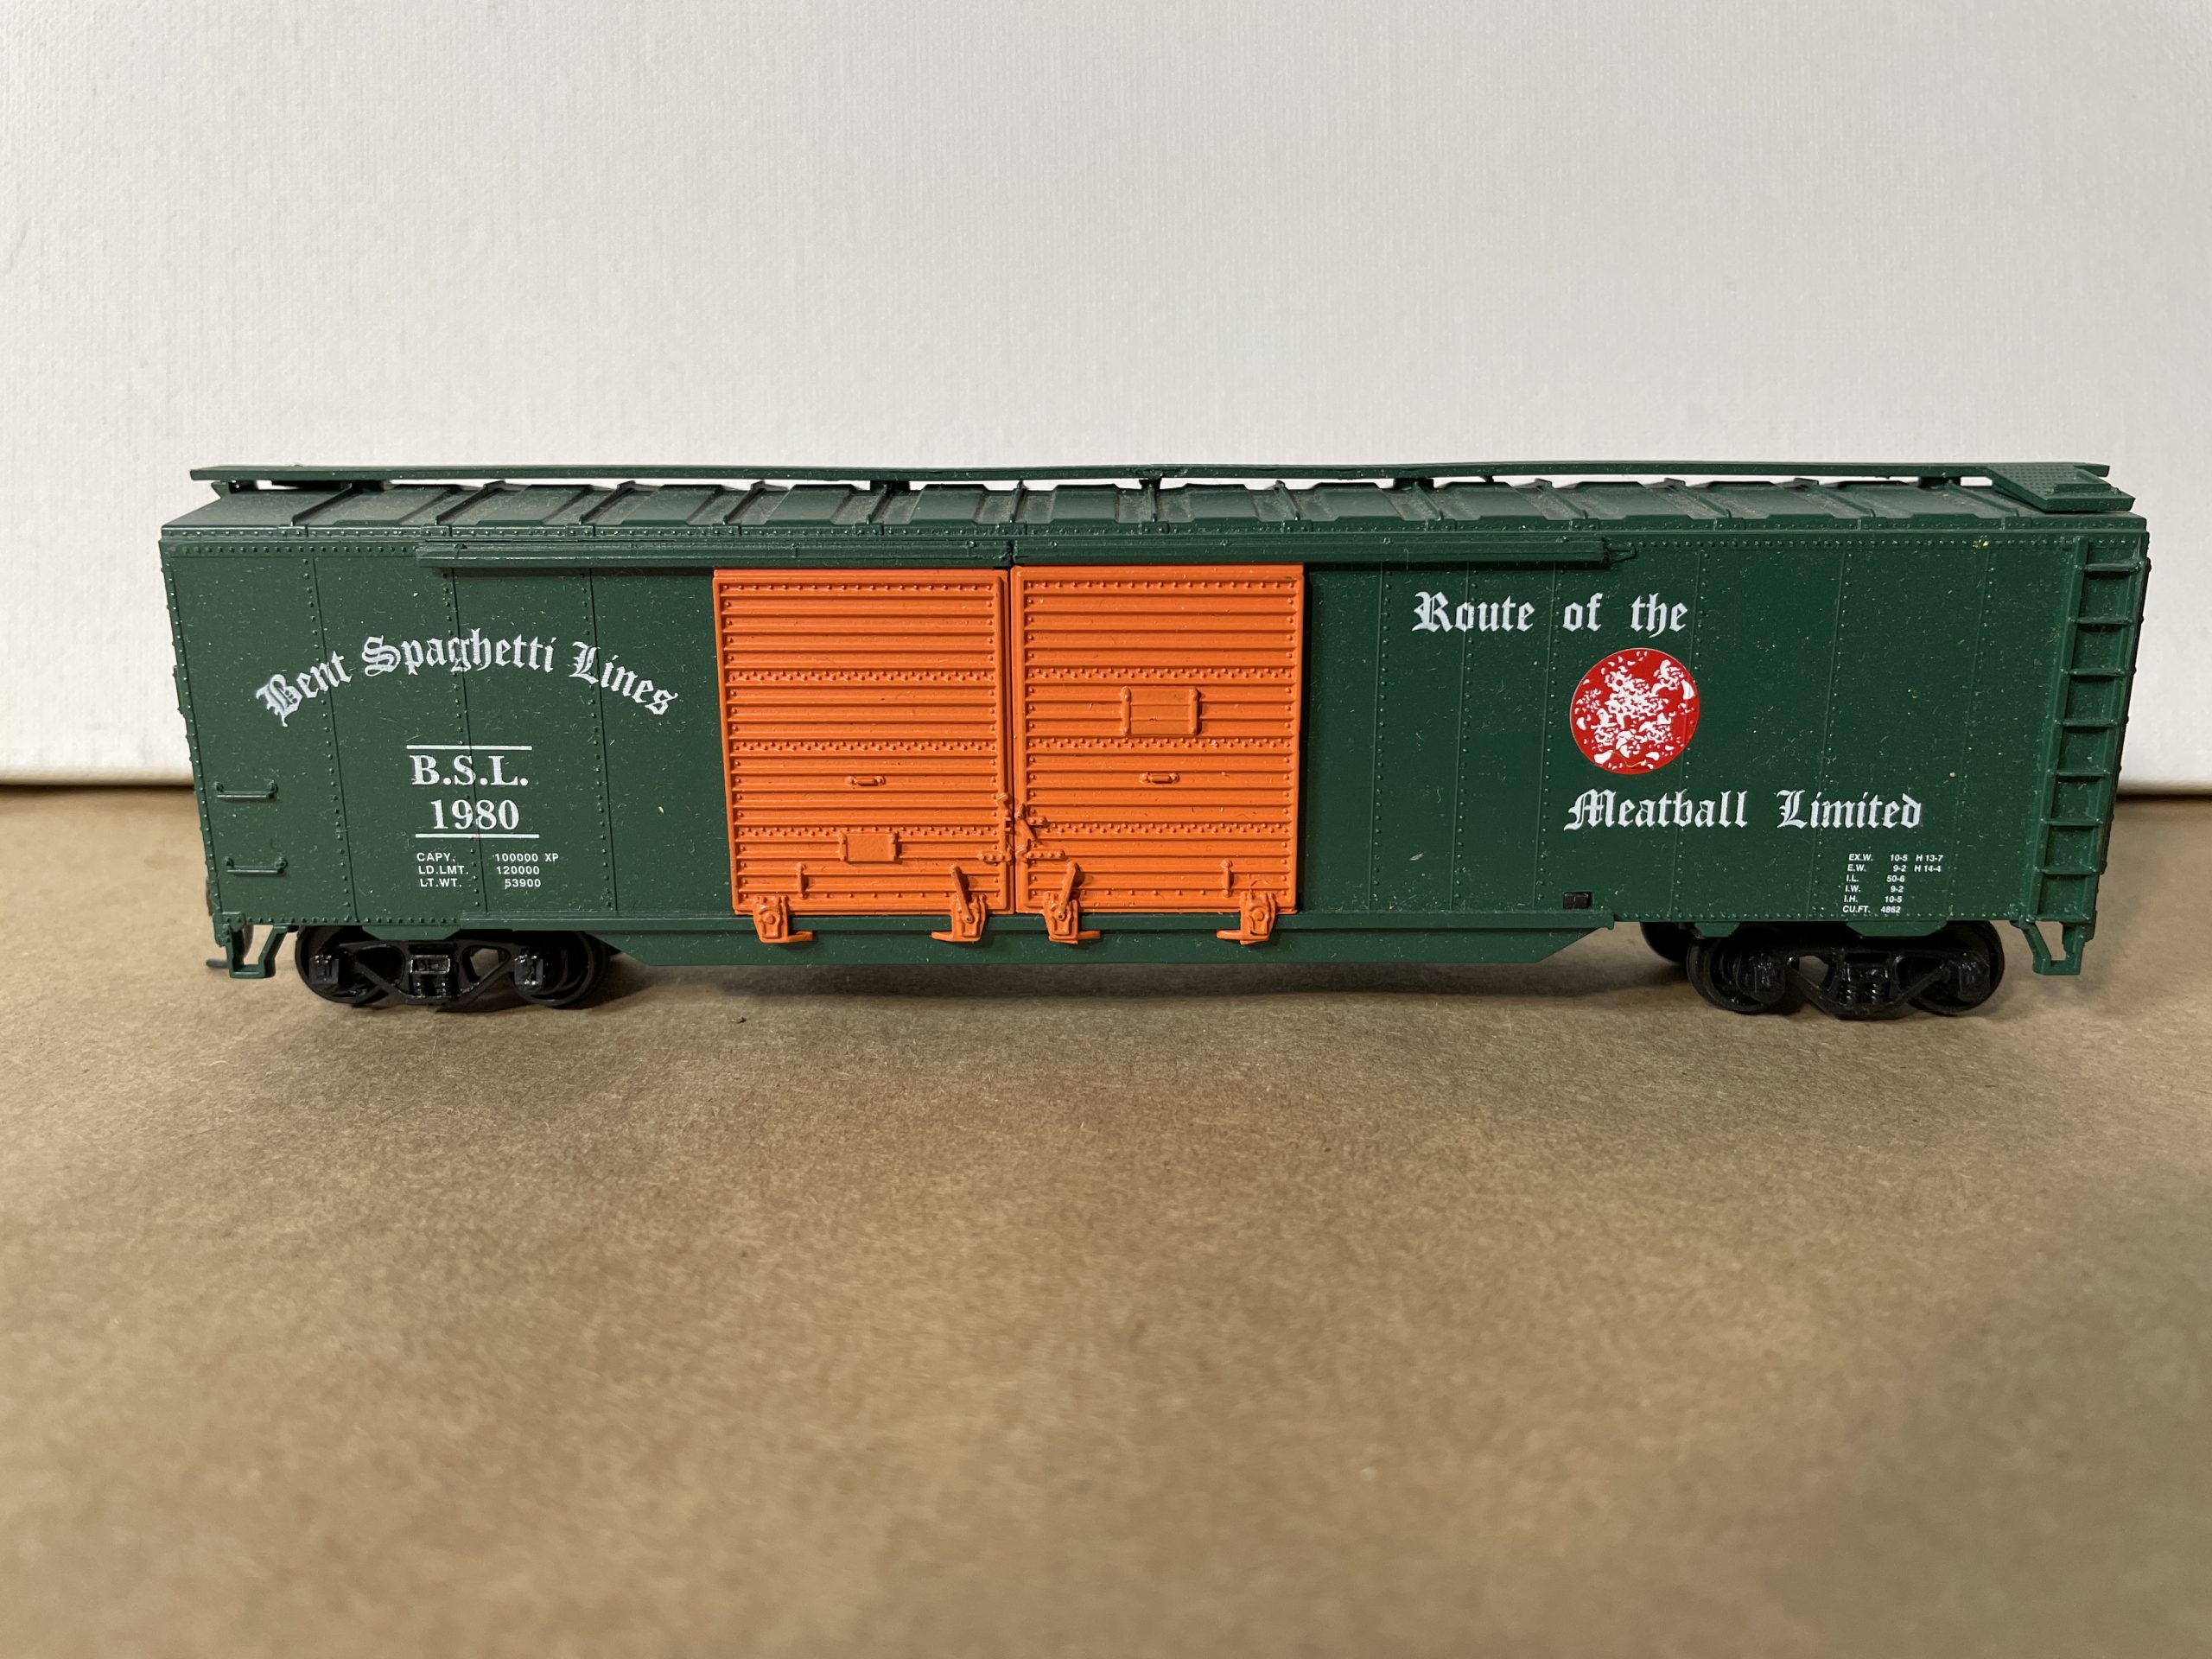 Bent Spaghetti Lines
B.S.L.
1980
CAPY. 100000 XP
LD.LMT. 120000
LT.WT. 53900
Route of the
Meatball Limited
EX.W. 10-5 H 13-7
E.W. 9-2 H 14-4
I.L. 50-6
I.W. 9-2
I.H. 10-5
CU.FT. 4862